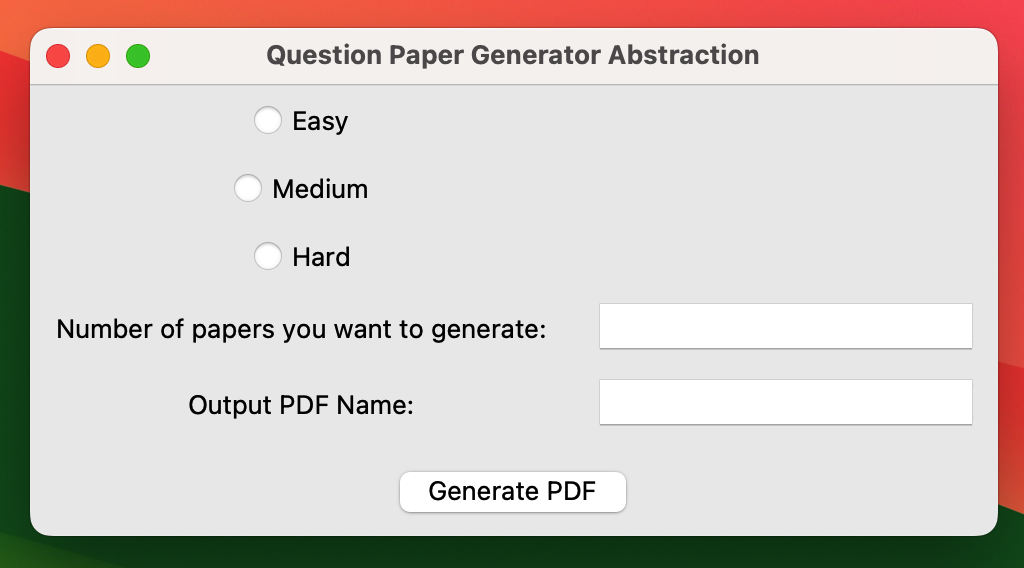 Question Paper Generator Abstraction
Easy
Medium
Hard
Number of papers you want to generate:
Output PDF Name:
Generate PDF